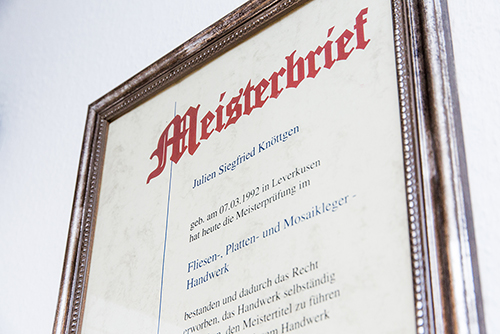 Meisterbrief
Julien Siegfried Knöttgen
geb. am 07.03.1992 in Leverkusen
hat heute die Meisterprüfung im
Fliesen-, Platten- und Mosaikleger -
Handwerk
bestanden und dadurch das Recht
erworben, das Handwerk selbständig
den Meistertitel zu führen
Handwerk